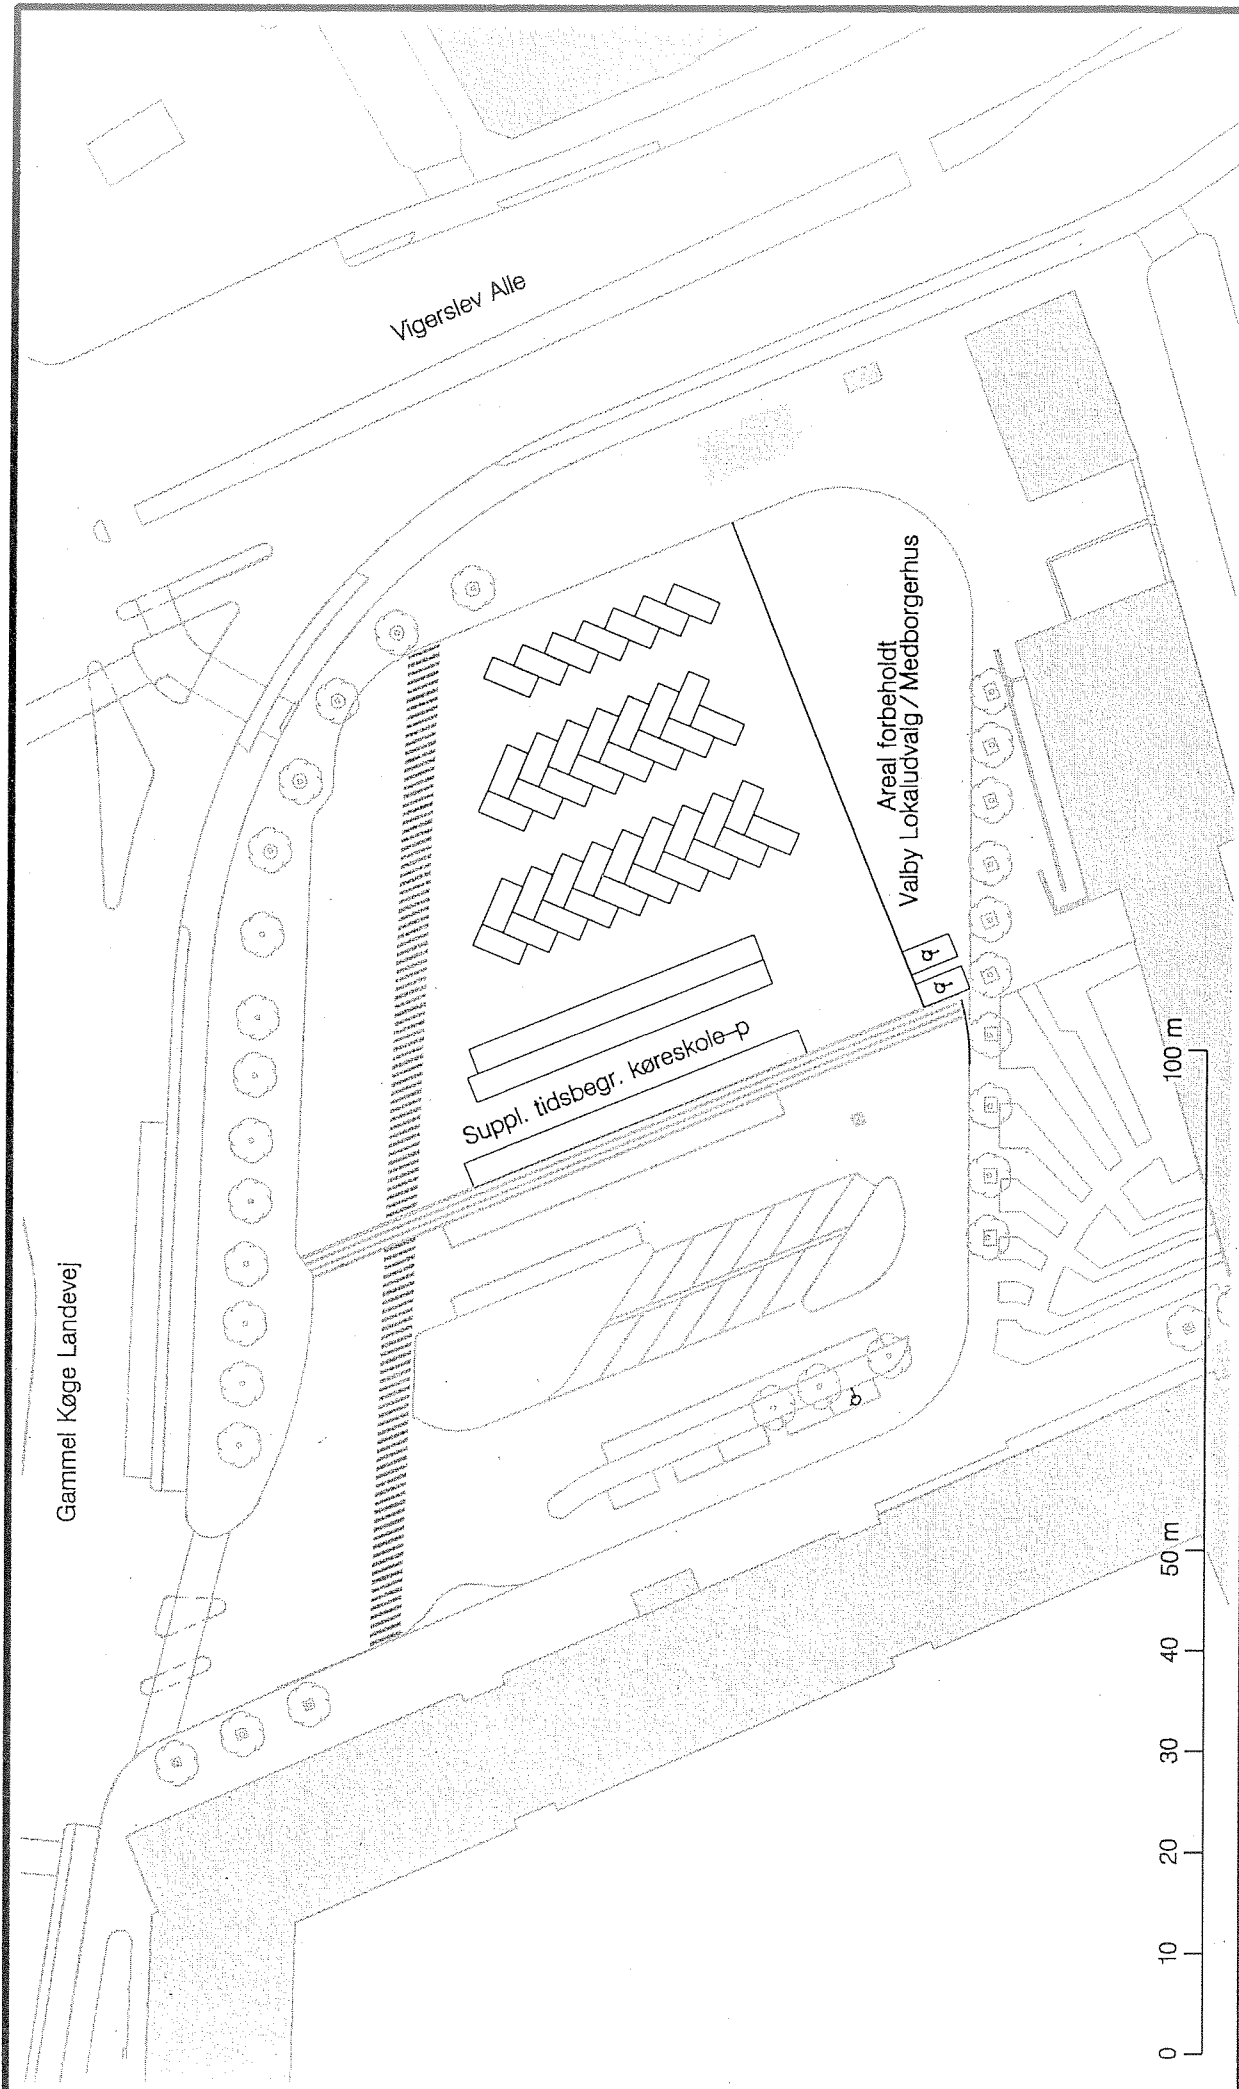 Gammel Køge Landevej
Vigerslev Alle
Suppl. tidsbegr. køreskole-p
Areal forbeholdt
Valby Lokaludvalg / Medborgerhus
0 10 20 30 40 50 m 100 m